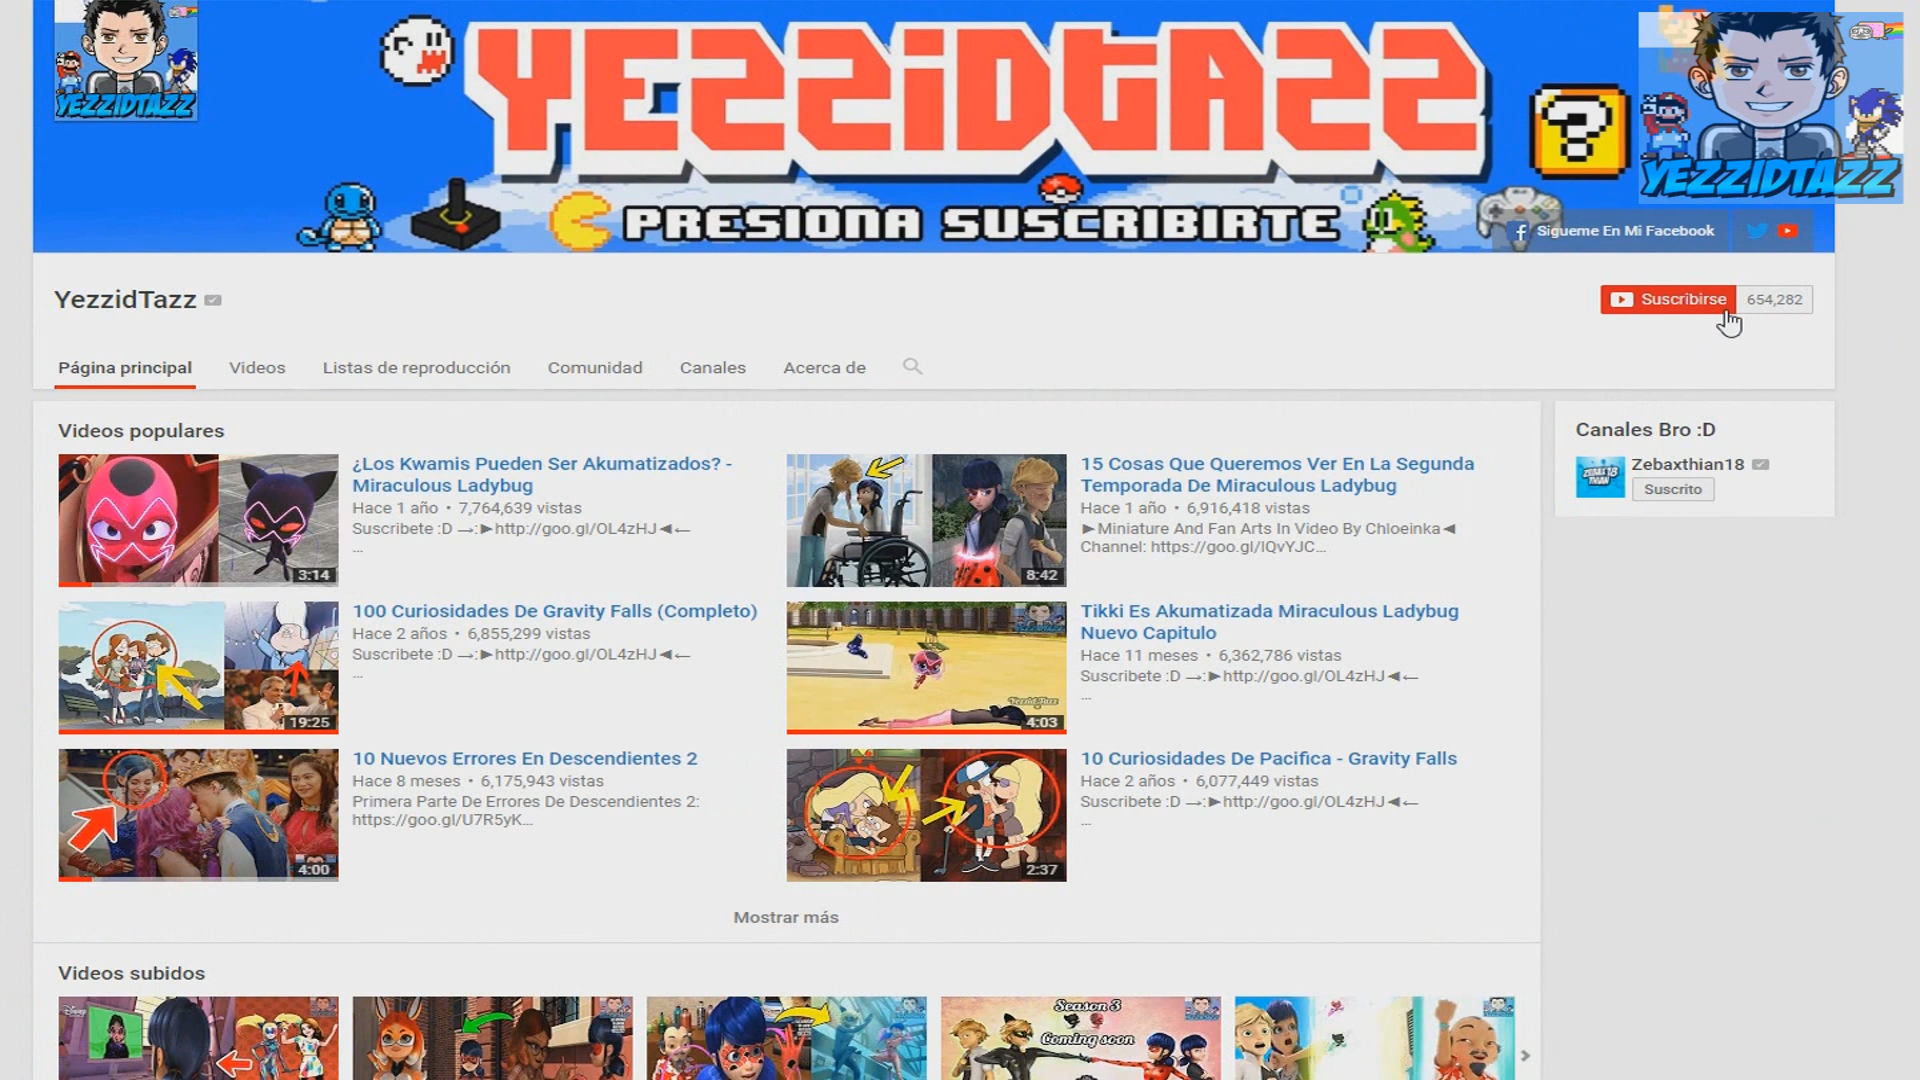 YEZZIDTAZZ
YEZZIDTAZZ
YEZZIDTAZZ
PRESIONA SUSCRIBIRTE
Sigueme En Mi Facebook
YezzidTazz
Suscribirse 654,282
Página principal Videos Listas de reproducción Comunidad Canales Acerca de
Videos populares
¿Los Kwamis Pueden Ser Akumatizados? -
Miraculous Ladybug
Hace 1 año • 7,764,639 vistas
Suscribete :D →:►http://goo.gl/OL4zHJ◄←
...
3:14
15 Cosas Que Queremos Ver En La Segunda
Temporada De Miraculous Ladybug
Hace 1 año • 6,916,418 vistas
►Miniature And Fan Arts In Video By Chloeinka◄
Channel: https://goo.gl/IQvYJC...
8:42
100 Curiosidades De Gravity Falls (Completo)
Hace 2 años • 6,855,299 vistas
Suscribete :D →:►http://goo.gl/OL4zHJ◄←
...
19:25
Tikki Es Akumatizada Miraculous Ladybug
Nuevo Capitulo
Hace 11 meses • 6,362,786 vistas
Suscribete :D →:►http://goo.gl/OL4zHJ◄←
...
YezzidTazz
4:03
10 Nuevos Errores En Descendientes 2
Hace 8 meses • 6,175,943 vistas
Primera Parte De Errores De Descendientes 2:
https://goo.gl/U7R5yK...
4:00
10 Curiosidades De Pacifica - Gravity Falls
Hace 2 años • 6,077,449 vistas
Suscribete :D →:►http://goo.gl/OL4zHJ◄←
...
2:37
Mostrar más
Canales Bro :D
Zebaxthian18
ZEBAX18
THIAN
Suscrito
Videos subidos
Season 3
Coming soon